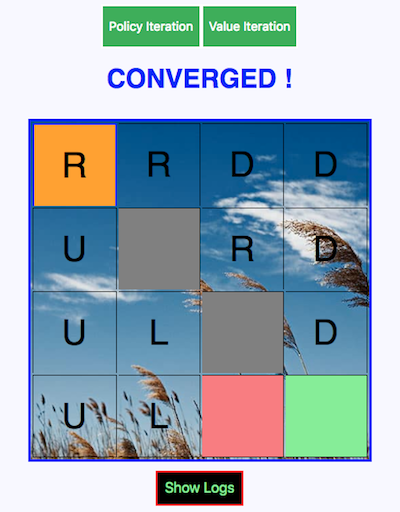 Policy Iteration Value Iteration
CONVERGED !
R R D D
U R D
U L D
U L
Show Logs